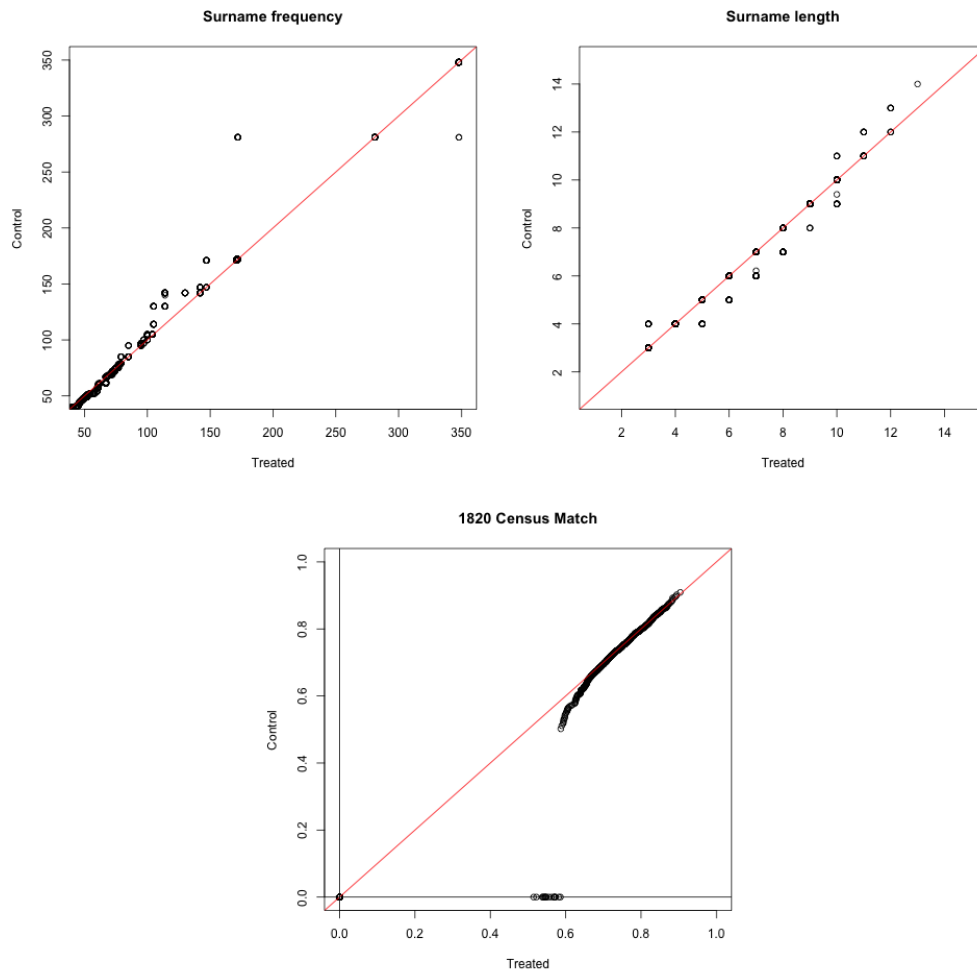 Surname frequency
350
300
250
200
150
100
50
Control
50 100 150 200 250 300 350
Treated
Surname length
14
12
10
8
6
4
2
Control
2 4 6 8 10 12 14
Treated
1820 Census Match
1.0
0.8
0.6
0.4
0.2
0.0
Control
0.0 0.2 0.4 0.6 0.8 1.0
Treated